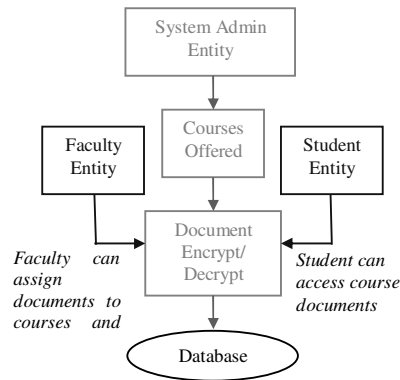 System Admin
Entity
Courses
Offered
Faculty
Entity
Student
Entity
Document
Encrypt/
Decrypt
Faculty can
assign
documents to
courses and
Student can
access course
documents
Database